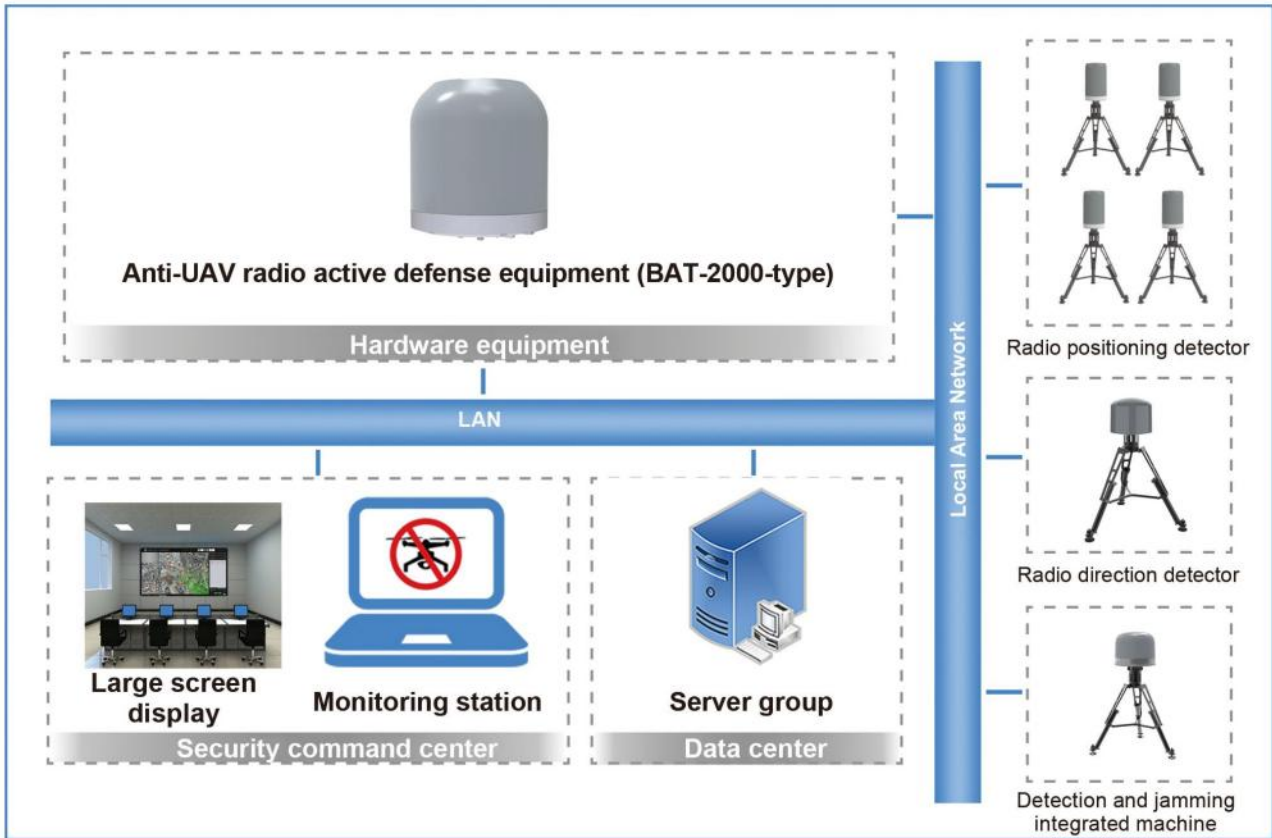 Anti-UAV radio active defense equipment (BAT-2000-type)
Hardware equipment
LAN
Large screen
display
Monitoring station
Security command center
Server group
Data center
Local Area Network
Radio positioning detector
Radio direction detector
Detection and jamming
integrated machine